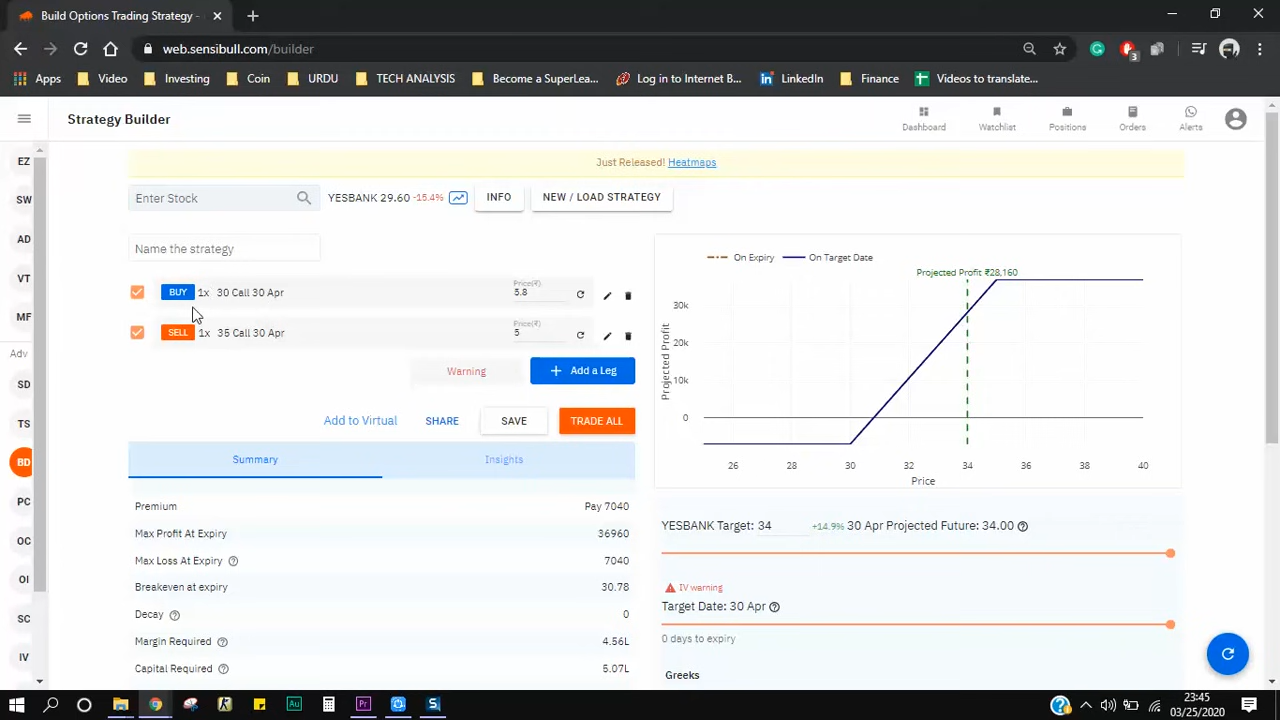 Build Options Trading Strategy -
web.sensibull.com/builder
3
Apps Video Investing Coin URDU TECH ANALYSIS Become a SuperLea... Log in to Internet B... LinkedIn Finance Videos to translate...
Strategy Builder
Dashboard Watchlist Positions Orders Alerts
Just Released! Heatmaps
Enter Stock YESBANK 29.60 -15.4% INFO NEW / LOAD STRATEGY
Name the strategy
BUY 1x 30 Call 30 Apr Price(₹) 5.8
SELL 1x 35 Call 30 Apr Price(₹) 5
Warning + Add a Leg
Add to Virtual SHARE SAVE TRADE ALL
Summary Insights
Premium Pay 7040
Max Profit At Expiry 36960
Max Loss At Expiry 7040
Breakeven at expiry 30.78
Decay 0
Margin Required 4.56L
Capital Required 5.07L
EZ
SW
AD
VT
MF
Adv
SD
TS
BD
PC
OC
OI
SC
IV
On Expiry On Target Date
Projected Profit ₹28,160
Projected Profit
30k
20k
10k
0
26 28 30 32 34 36 38 40
Price
YESBANK Target: 34 +14.9% 30 Apr Projected Future: 34.00
IV warning
Target Date: 30 Apr
0 days to expiry
Greeks
Au Pr S
23:45
03/25/2020